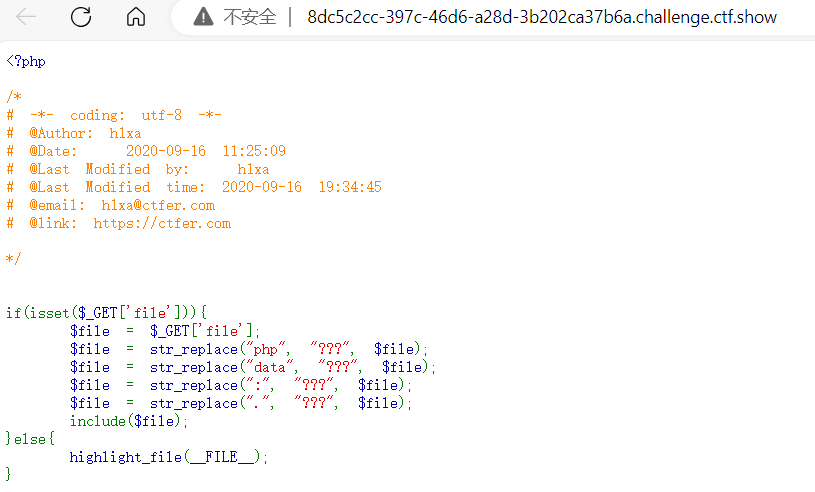 不安全 | 8dc5c2cc-397c-46d6-a28d-3b202ca37b6a.challenge.ctf.show
<?php
/*
# -*- coding: utf-8 -*-
# @Author: h1xa
# @Date: 2020-09-16 11:25:09
# @Last Modified by: h1xa
# @Last Modified time: 2020-09-16 19:34:45
# @email: h1xa@ctfer.com
# @link: https://ctfer.com
*/
if(isset($_GET['file'])){
$file = $_GET['file'];
$file = str_replace("php", "???", $file);
$file = str_replace("data", "???", $file);
$file = str_replace(":", "???", $file);
$file = str_replace(".", "???", $file);
include($file);
}else{
highlight_file(__FILE__);
}